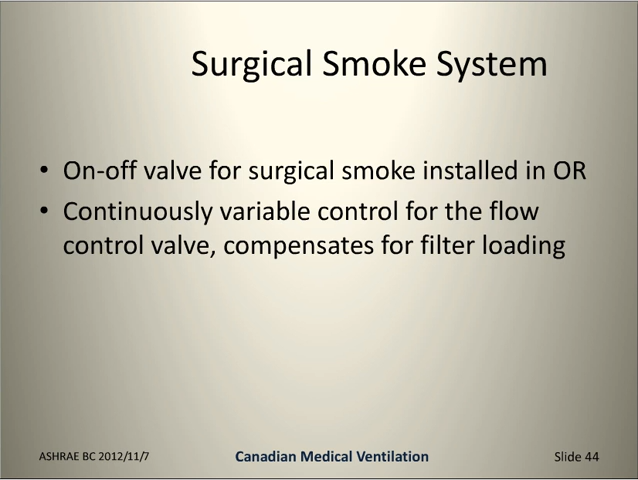 Surgical Smoke System
• On-off valve for surgical smoke installed in OR
• Continuously variable control for the flow
control valve, compensates for filter loading
ASHRAE BC 2012/11/7
Canadian Medical Ventilation
Slide 44